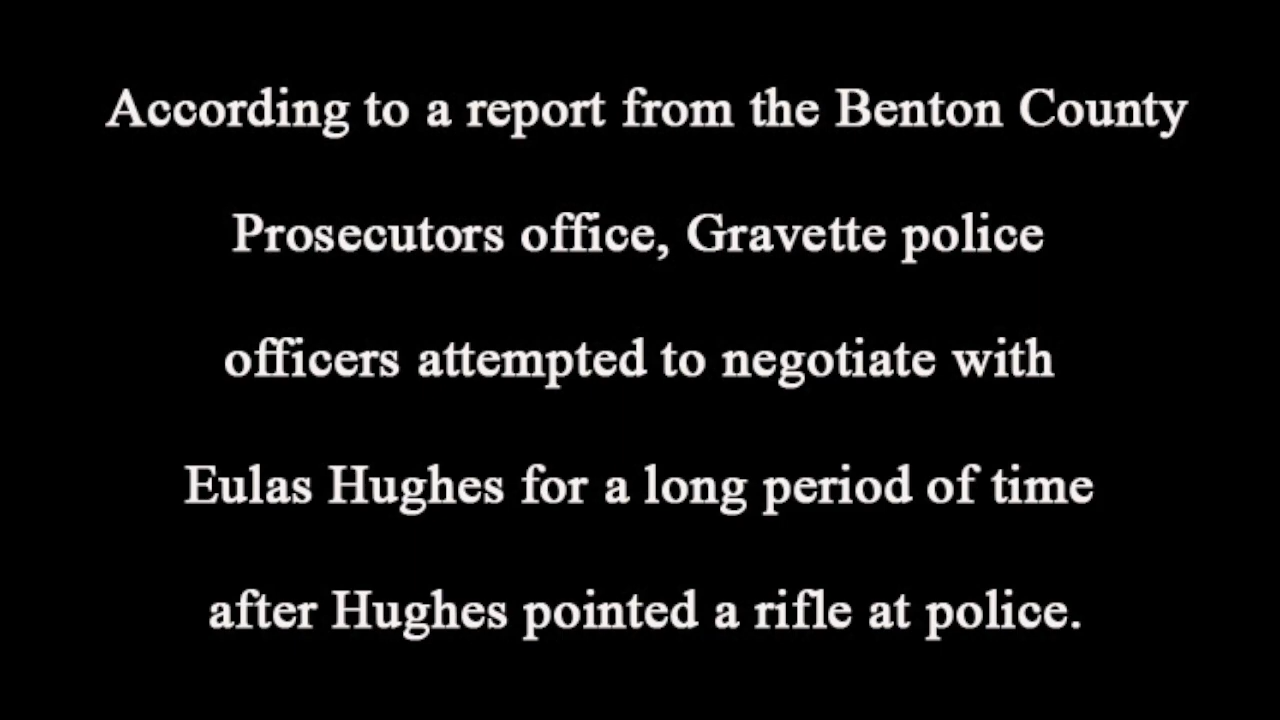 According to a report from the Benton County
Prosecutors office, Gravette police
officers attempted to negotiate with
Eulas Hughes for a long period of time
after Hughes pointed a rifle at police.